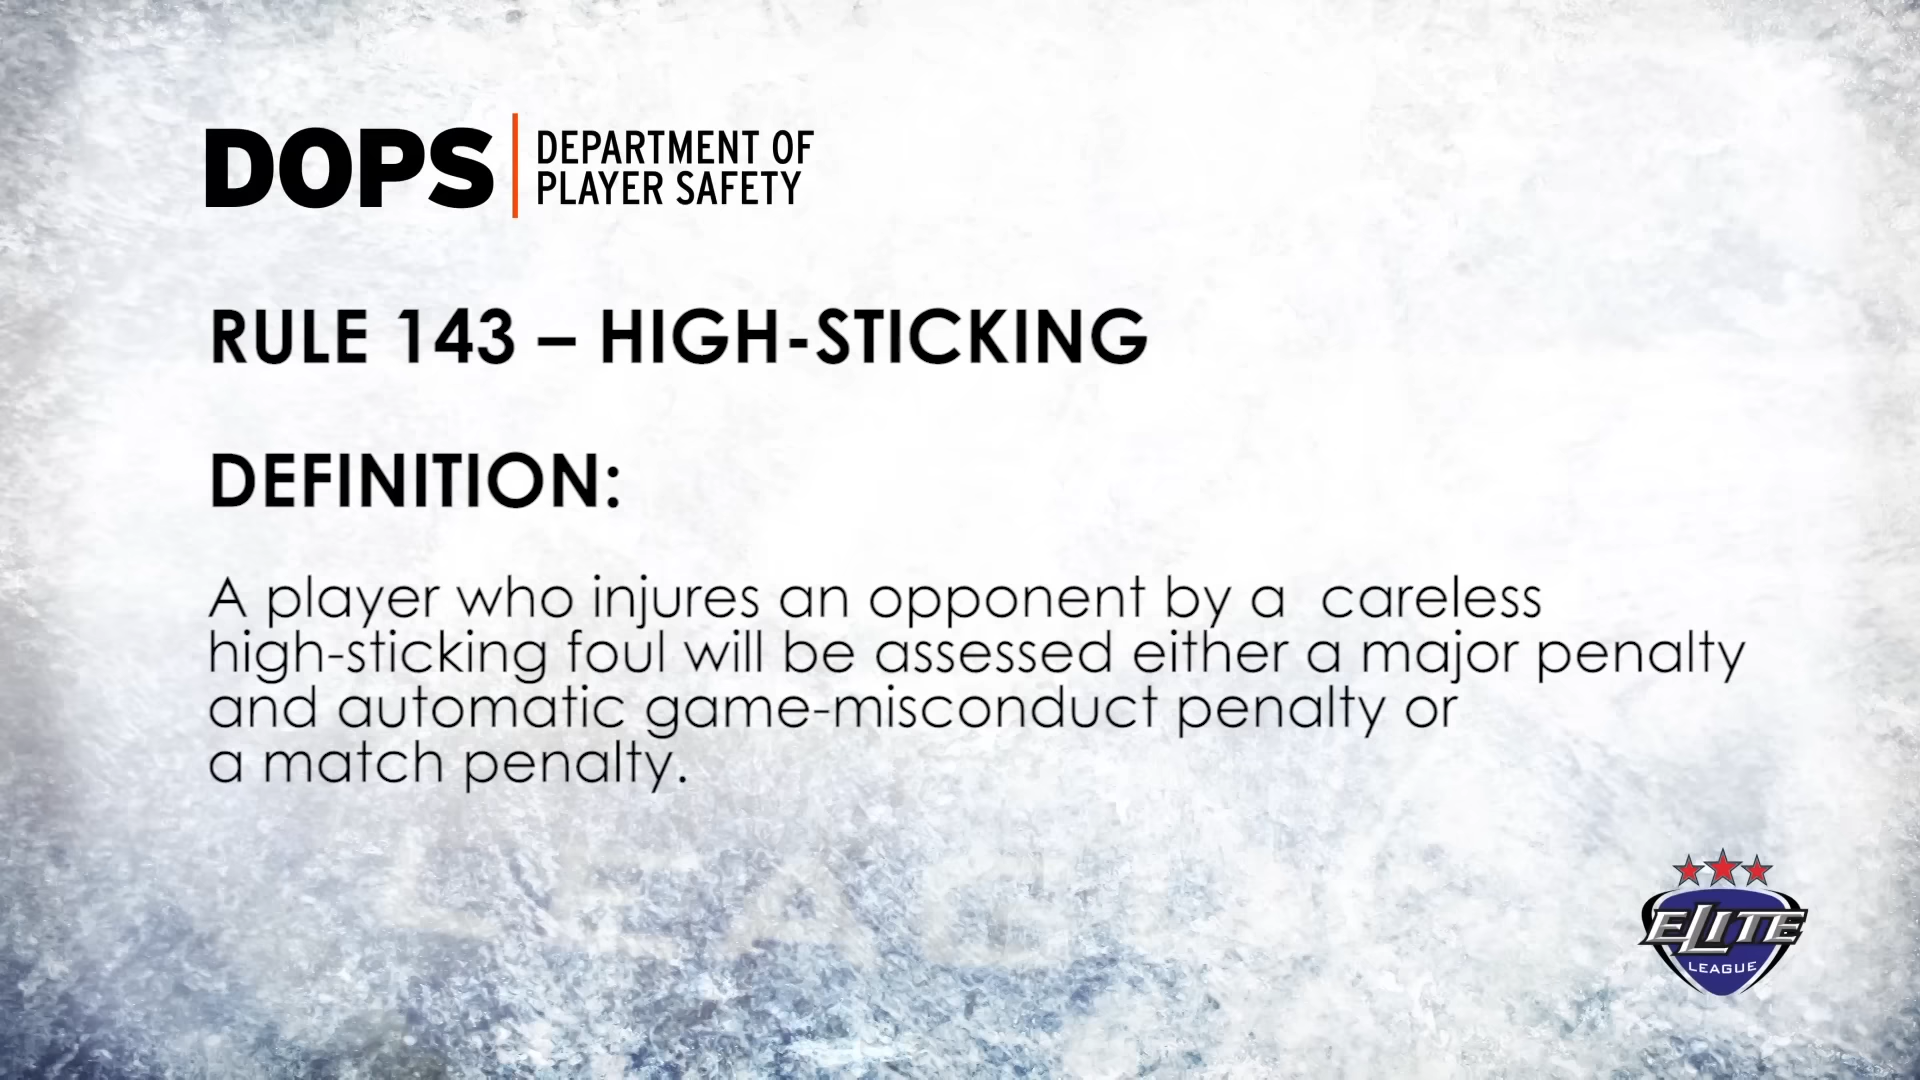 DOPS
DEPARTMENT OF
PLAYER SAFETY
RULE 143 – HIGH-STICKING
DEFINITION:
A player who injures an opponent by a  careless
high-sticking foul will be assessed either a major penalty
and automatic game-misconduct penalty or
a match penalty.
ELITE
LEAGUE